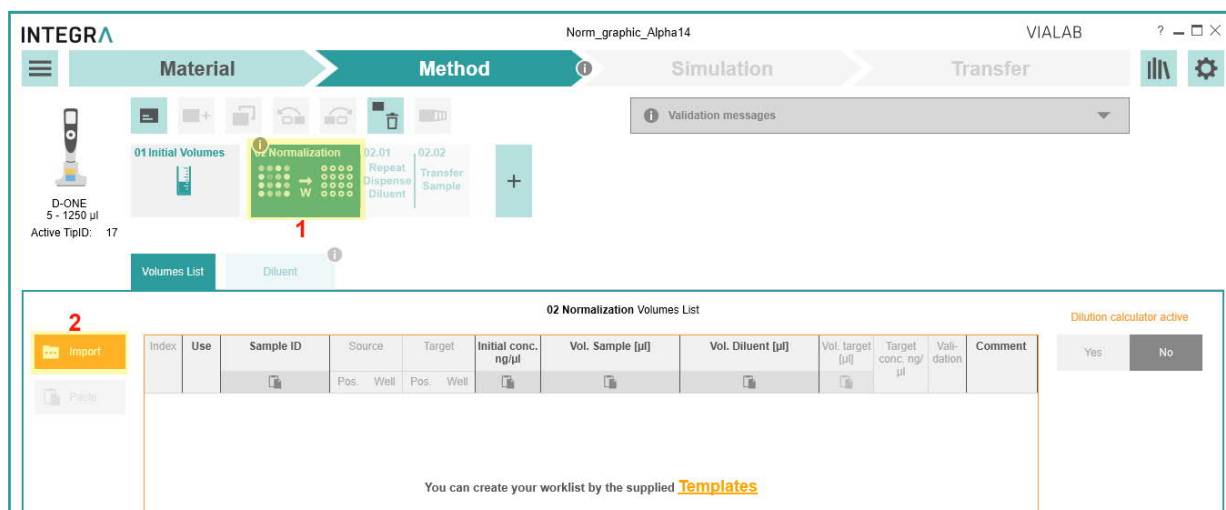 INTEGRA Norm_graphic_Alpha14 VIALAB ?
Material Method i Simulation Transfer
i Validation messages
01 Initial Volumes i 02 Normalization 02.01 02.02
Repeat Dispense Diluent
Transfer Sample
W
+
D-ONE
5 - 1250 µl
Active TipID: 17
1
Volumes List Diluent i
02 Normalization Volumes List
2
Import
Paste
Dilution calculator active
Yes No
Index Use Sample ID Source Target Initial conc. ng/µl Vol. Sample [µl] Vol. Diluent [µl] Vol. target [µl] Target conc. ng/µl Vali-dation Comment
Pos. Well Pos. Well
You can create your worklist by the supplied Templates